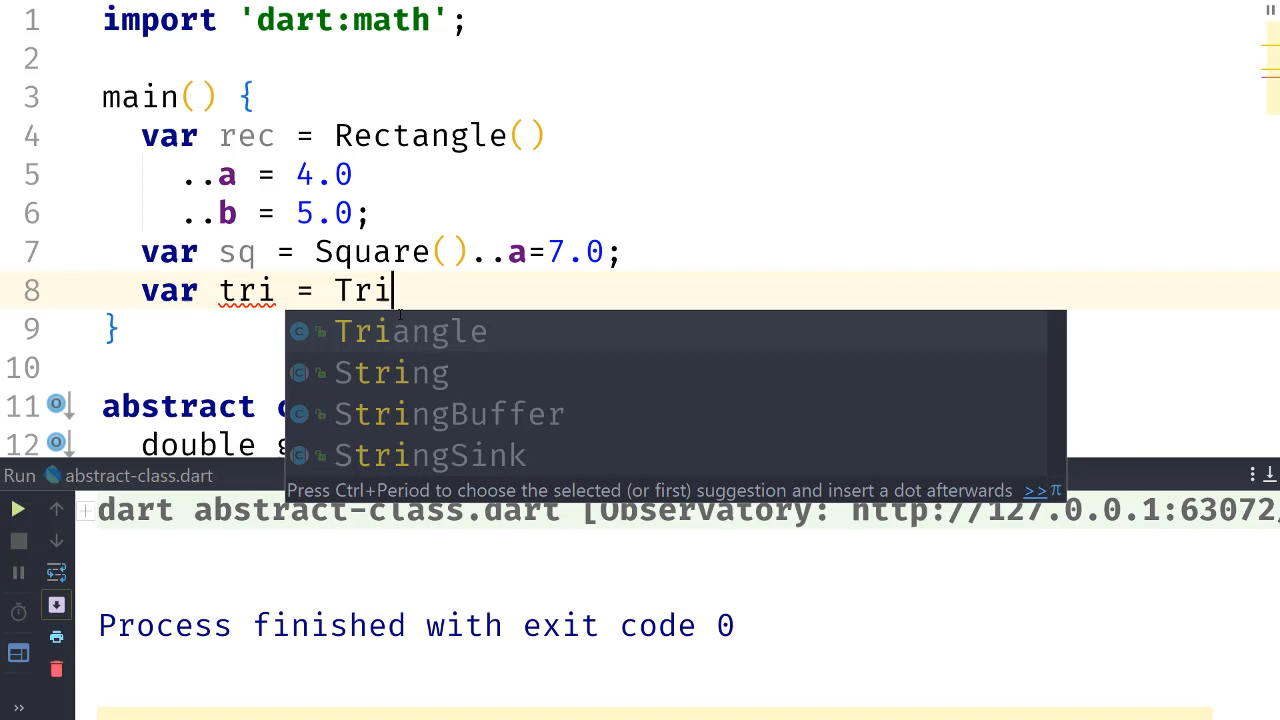 1 import 'dart:math';
2
3 main() {
4 var rec = Rectangle()
5 ..a = 4.0
6 ..b = 5.0;
7 var sq = Square()..a=7.0;
8 var tri = Tri
9 }
Triangle
String
StringBuffer
StringSink
Press Ctrl+Period to choose the selected (or first) suggestion and insert a dot afterwards >> π
10
11 abstract
12 double
Run abstract-class.dart
dart abstract-class.dart [Observatory: http://127.0.0.1:63072/
Process finished with exit code 0
>>